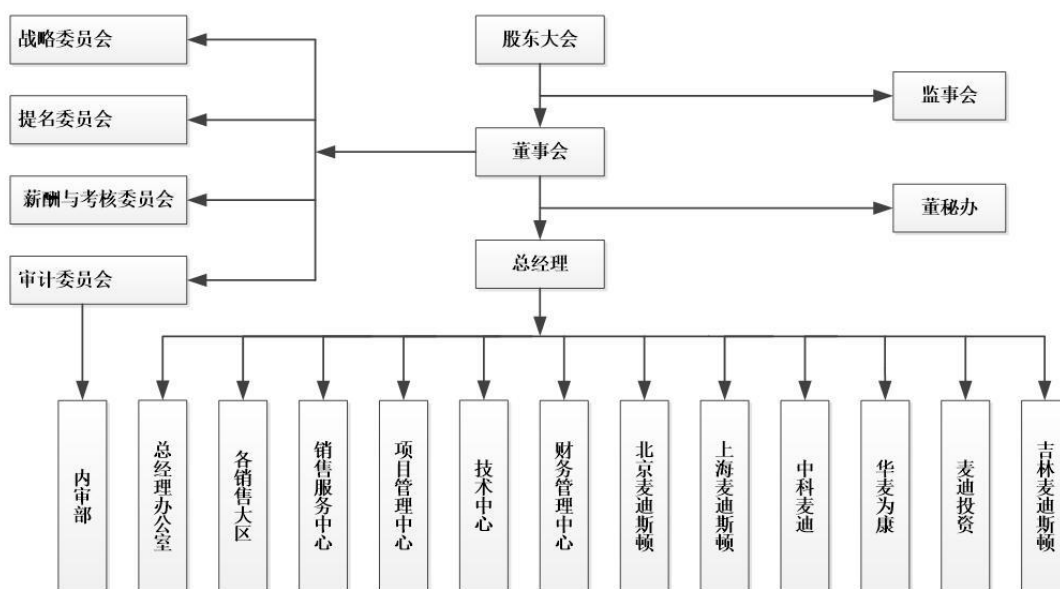 战略委员会
股东大会
监事会
提名委员会
董事会
薪酬与考核委员会
董秘办
总经理
审计委员会
内审部
总经理办公室
各销售大区
销售服务中心
项目管理中心
技术中心
财务管理中心
北京麦迪斯顿
上海麦迪斯顿
中科麦迪
华麦为康
麦迪投资
吉林麦迪斯顿